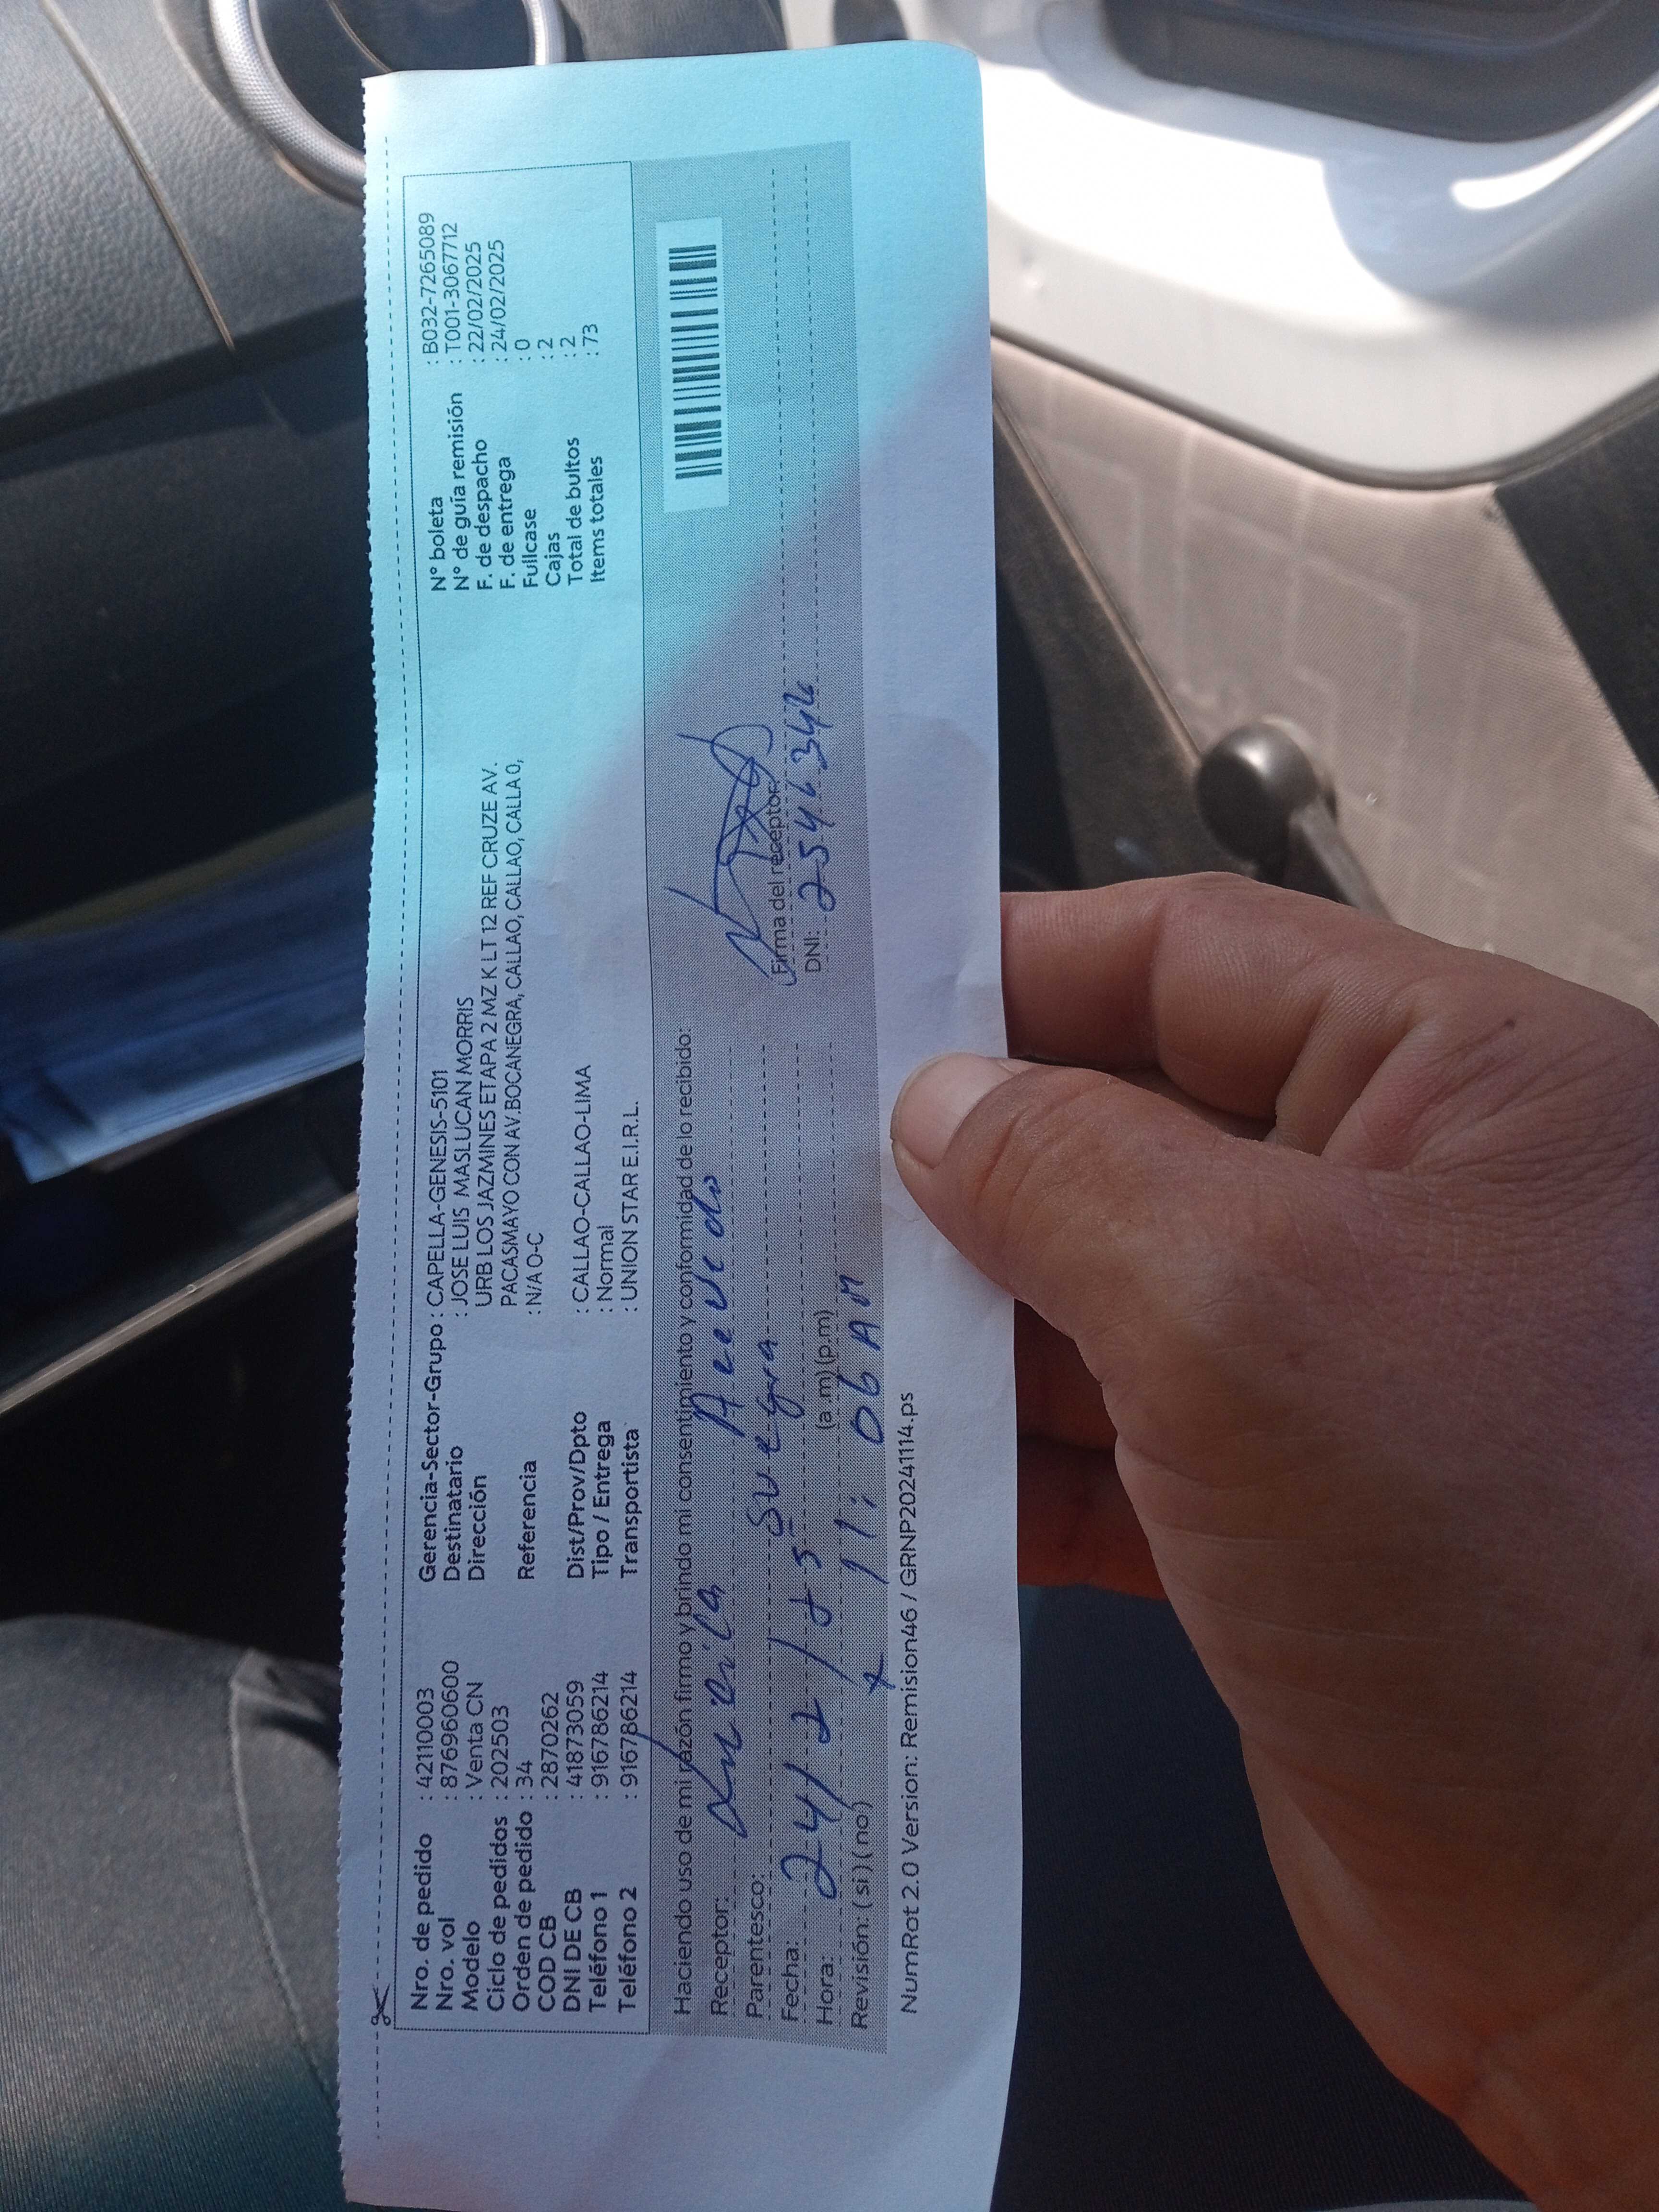 Nro. de pedido : 42110003
Nro. vol : 876960600
Modelo : Venta CN
Ciclo de pedidos : 202503
Orden de pedido : 34
COD CB : 2870262
DNI DE CB : 41873059
Teléfono 1 : 916786214
Teléfono 2 : 916786214
Gerencia-Sector-Grupo : CAPELLA-GENESIS-5101
Destinatario : JOSE LUIS MASLUCAN MORRIS
Dirección URB LOS JAZMINES ETAPA 2 MZ K LT 12 REF CRUZE AV.
PACASMAYO CON AV.BOCANEGRA, CALLAO, CALLAO, CALLA 0,
Referencia : N/A O-C
Dist/Prov/Dpto : CALLAO-CALLAO-LIMA
Tipo / Entrega : Normal
Transportista : UNION STAR E.I.R.L.
N° boleta : B032-7265089
N° de guía remisión : T001-3067712
F. de despacho : 22/02/2025
F. de entrega : 24/02/2025
Fullcase : 0
Cajas : 2
Total de bultos : 2
Items totales : 73
Haciendo uso de mi razón firmo y brindo mi consentimiento y conformidad de lo recibido:
Receptor: Acevedo
Parentesco: Suegra
Fecha: 24/2/25
Hora: 11:06 AM (a.m) (p.m)
Revisión: ( si ) ( no )
Firma del receptor
DNI:
NumRot 2.0 Version: Remision46 / GRNP20241114.ps